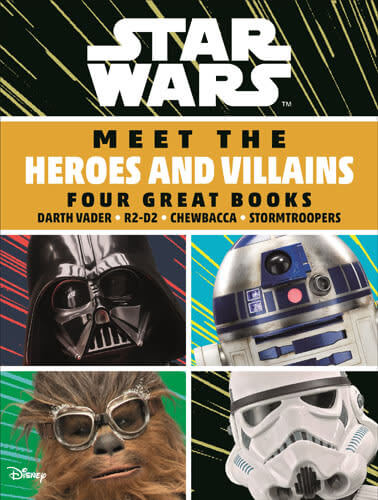 STAR
WARS
TM
MEET THE
HEROES AND VILLAINS
FOUR GREAT BOOKS
DARTH VADER • R2-D2 • CHEWBACCA • STORMTROOPERS
Disney